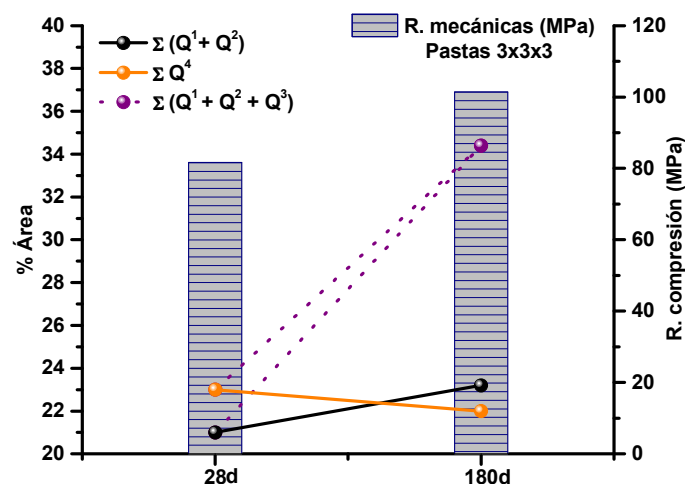 Σ (Q¹+ Q²)
Σ Q⁴
Σ (Q¹ + Q² + Q³)
R. mecánicas (MPa)
Pastas 3x3x3
% Área
40
38
36
34
32
30
28
26
24
22
20
R. compresión (MPa)
120
100
80
60
40
20
0
28d
180d